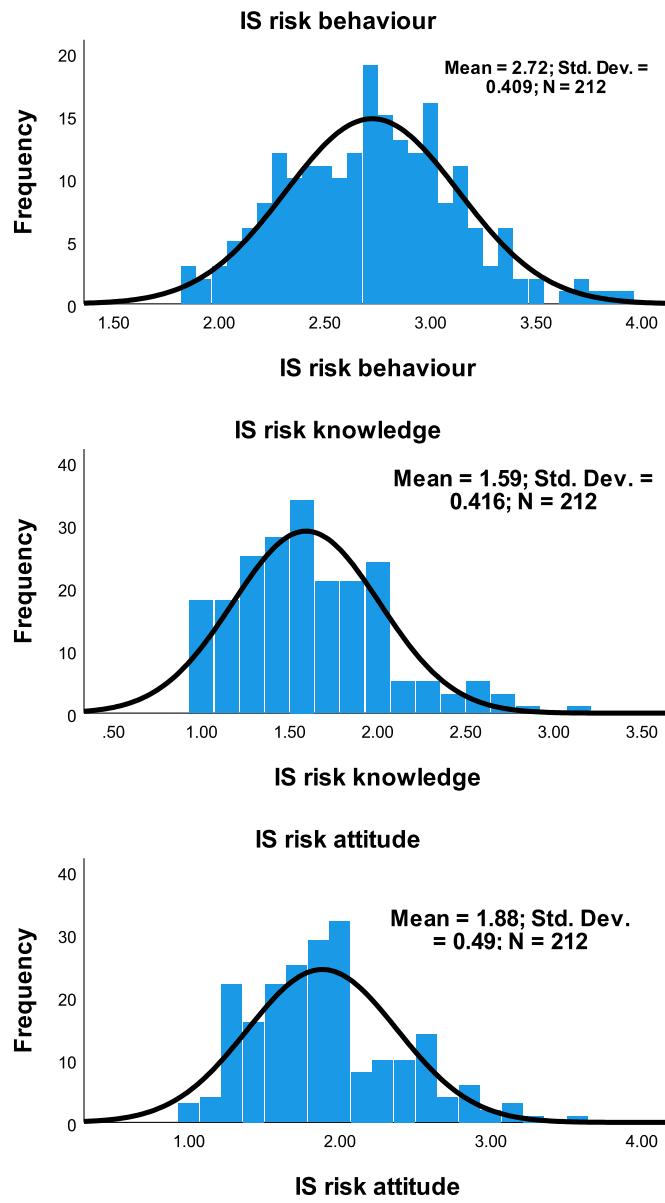 IS risk behaviour
Mean = 2.72; Std. Dev. =
0.409; N = 212
Frequency
20
15
10
5
0
1.50 2.00 2.50 3.00 3.50 4.00
IS risk behaviour
IS risk knowledge
Mean = 1.59; Std. Dev. =
0.416; N = 212
Frequency
40
30
20
10
0
.50 1.00 1.50 2.00 2.50 3.00 3.50
IS risk knowledge
IS risk attitude
Mean = 1.88; Std. Dev.
= 0.49; N = 212
Frequency
40
30
20
10
0
1.00 2.00 3.00 4.00
IS risk attitude